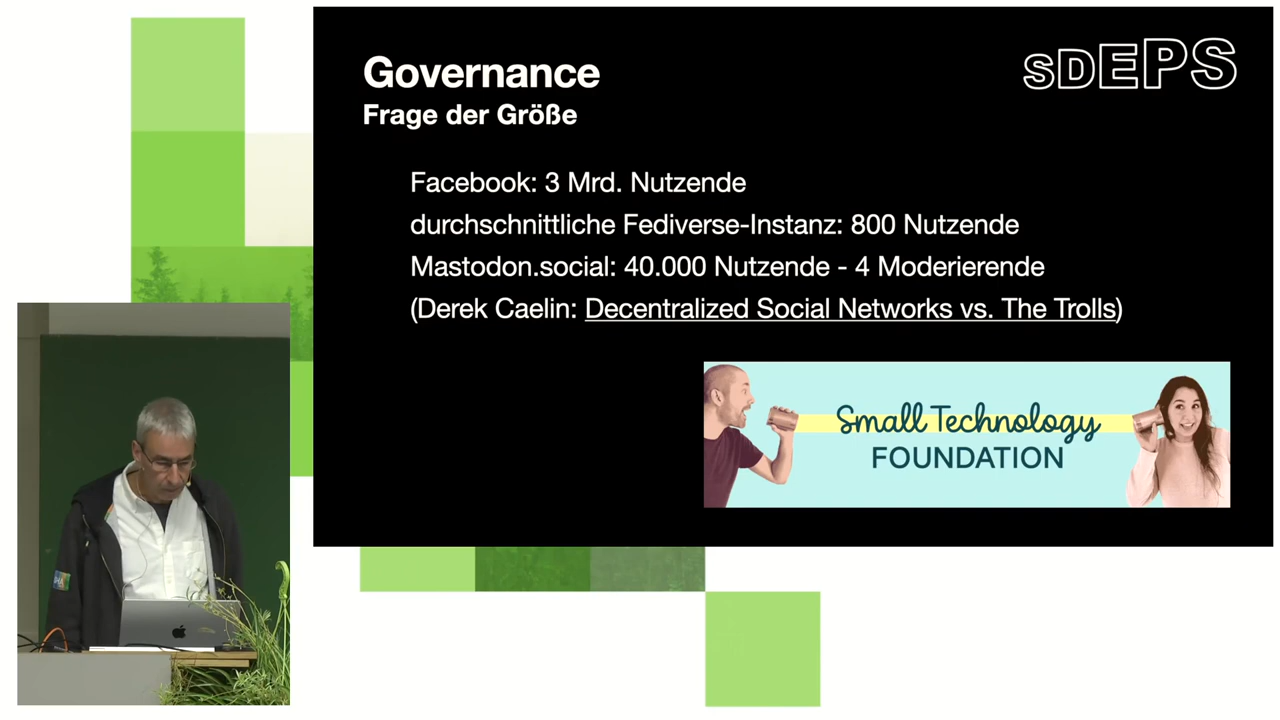 Governance
Frage der Größe
SDEPS
Facebook: 3 Mrd. Nutzende
durchschnittliche Fediverse-Instanz: 800 Nutzende
Mastodon.social: 40.000 Nutzende - 4 Moderierende
(Derek Caelin: Decentralized Social Networks vs. The Trolls)
Small Technology
FOUNDATION